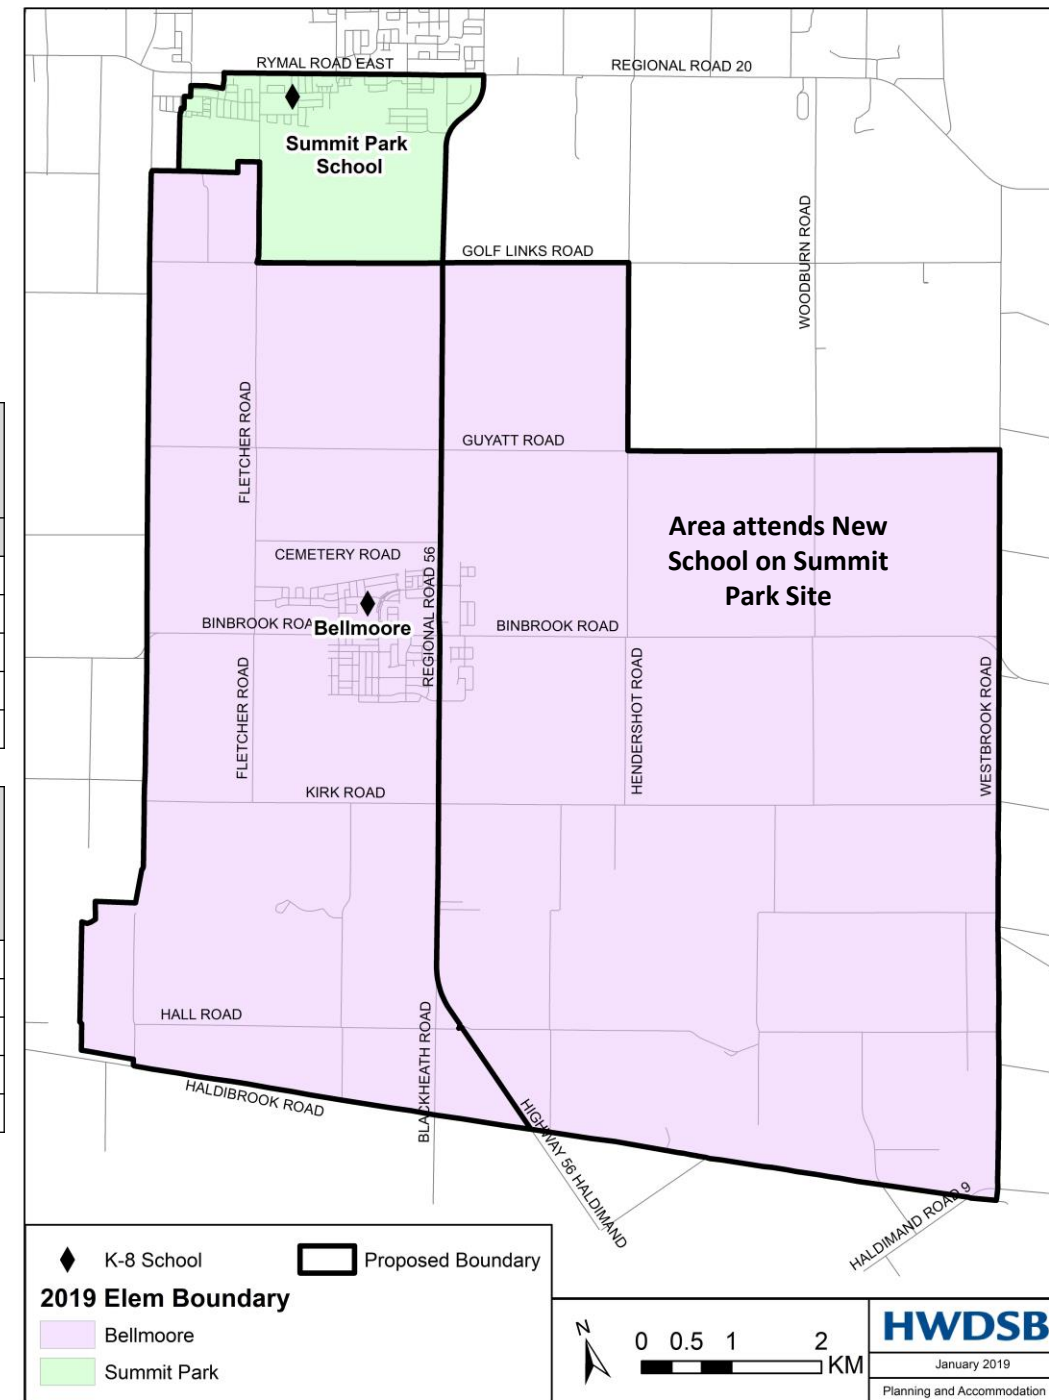 RYMAL ROAD EAST
REGIONAL ROAD 20
Summit Park
School
WOODBURN ROAD
GOLF LINKS ROAD
FLETCHER ROAD
GUYATT ROAD
Area attends New
School on Summit
Park Site
CEMETERY ROAD
REGIONAL ROAD 56
BINBROOK ROA
Bellmoore
BINBROOK ROAD
FLETCHER ROAD
HENDERSHOT ROAD
WESTBROOK ROAD
KIRK ROAD
HALL ROAD
BLACKHEATH ROAD
HALDIBROOK ROAD
HIGHWAY 56 HALDIMAND
HALDIMAND ROAD 9
K-8 School
Proposed Boundary
2019 Elem Boundary
Bellmoore
Summit Park
N
0 0.5 1 2
KM
HWDSB
January 2019
Planning and Accommodation